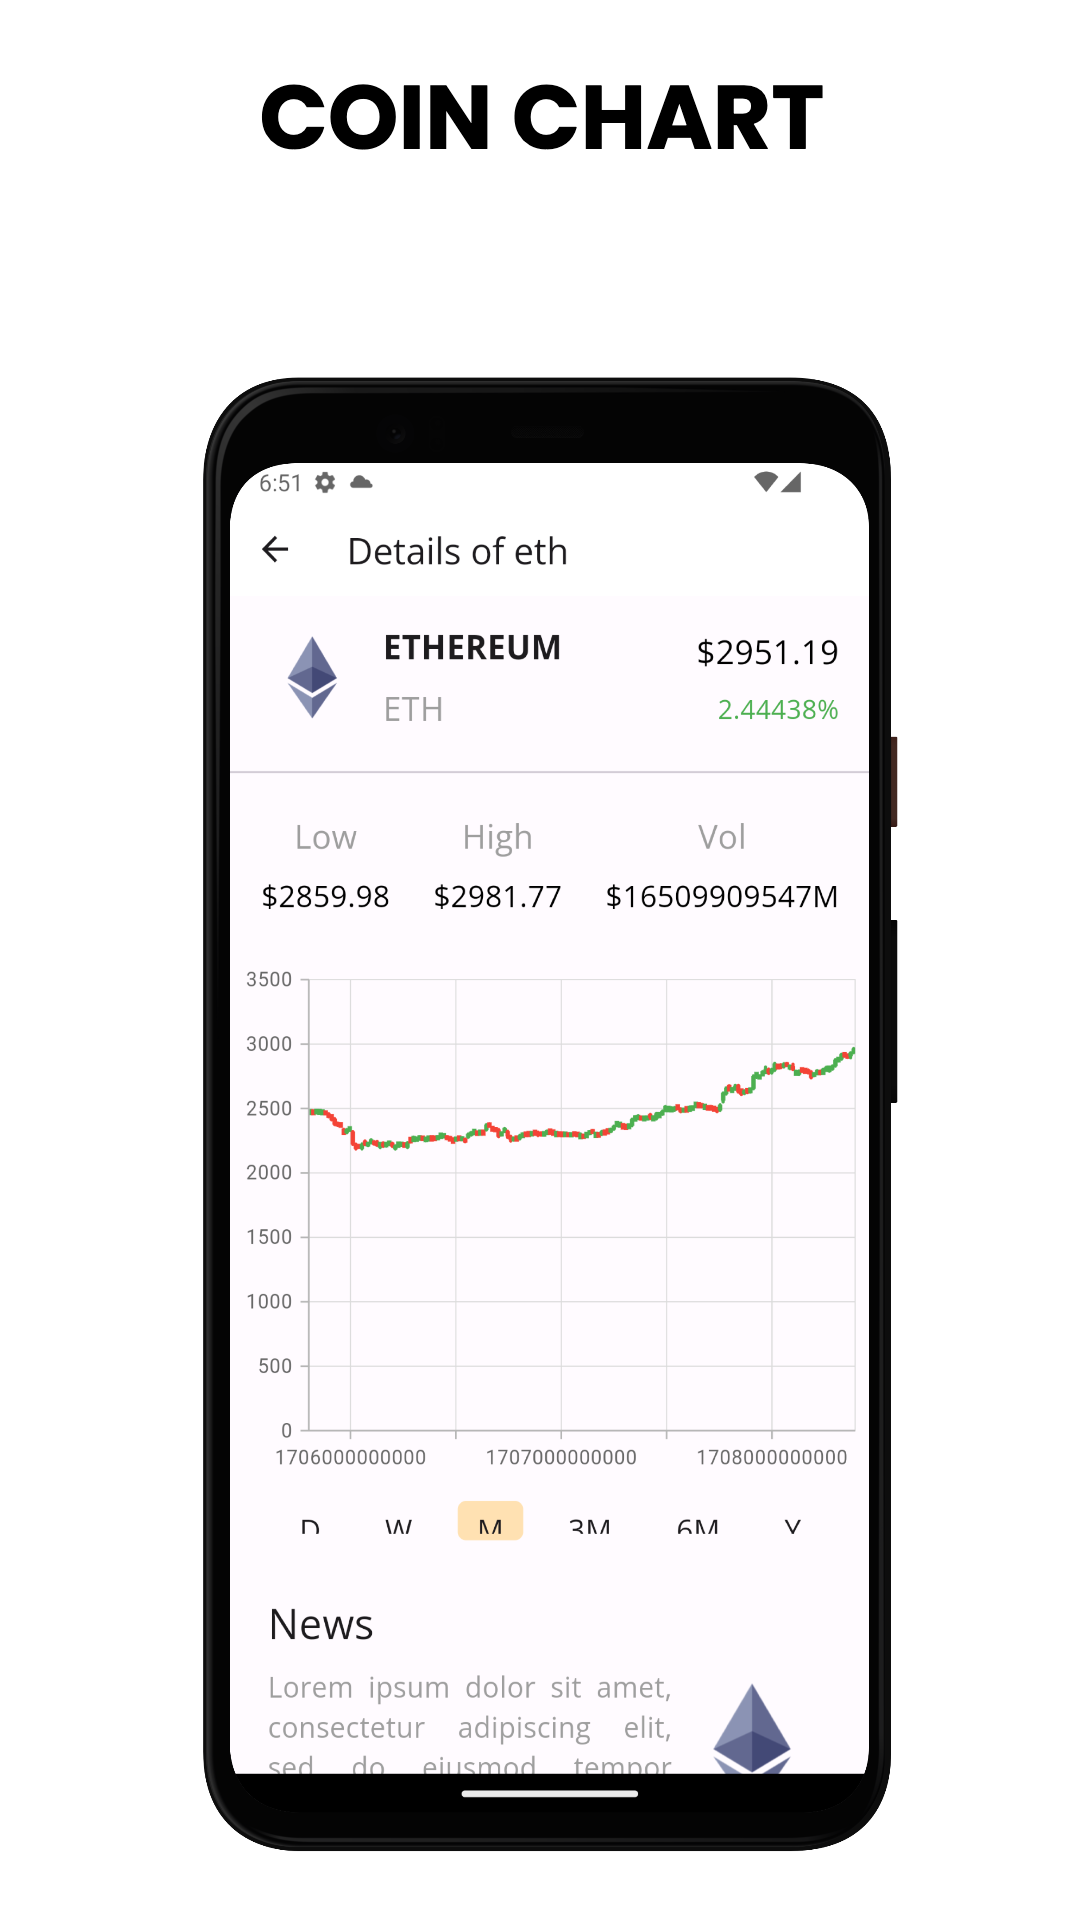 COIN CHART
6:51
Details of eth
ETHEREUM
$2951.19
ETH
2.44438%
Low High Vol
$2859.98 $2981.77 $16509909547M
3500
3000
2500
2000
1500
1000
500
0
1706000000000 1707000000000 1708000000000
D W M 3M 6M Y
News
Lorem ipsum dolor sit amet,
consectetur adipiscing elit,
sed do eiusmod tempor